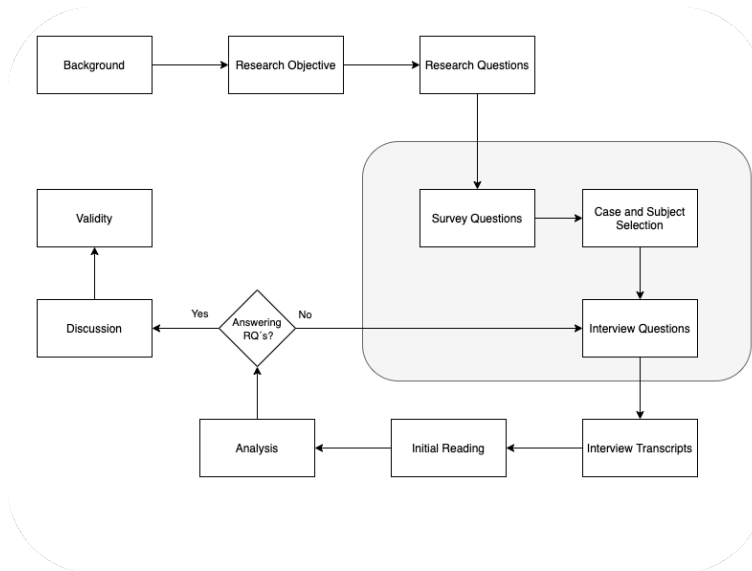 Background
Research Objective
Research Questions
Survey Questions
Case and Subject
Selection
Validity
Discussion
Yes
Answering
RQ´s?
No
Interview Questions
Analysis
Initial Reading
Interview Transcripts